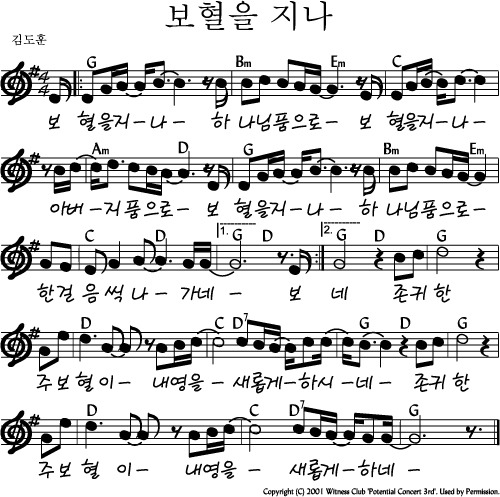 보혈을 지나
김도훈
G Bm Em C
보 혈을지-나- 하 나님품으로- 보 혈을지-나-
Am D G Bm Em
아버-지품으로- 보 혈을지-나- 하 나님품으로-
C D 1. G D 2. G D G
한걸 음씩 나- 가네- 보 네 존귀 한
D C D7 G D G
주보 혈이- 내영을- 새롭게-하시-네- 존귀 한
D C D7 G
주보 혈 이- 내영을- 새롭게-하네-
Copyright (C) 2001 Witness Club 'Potential Concert 3rd'. Used by Permission.